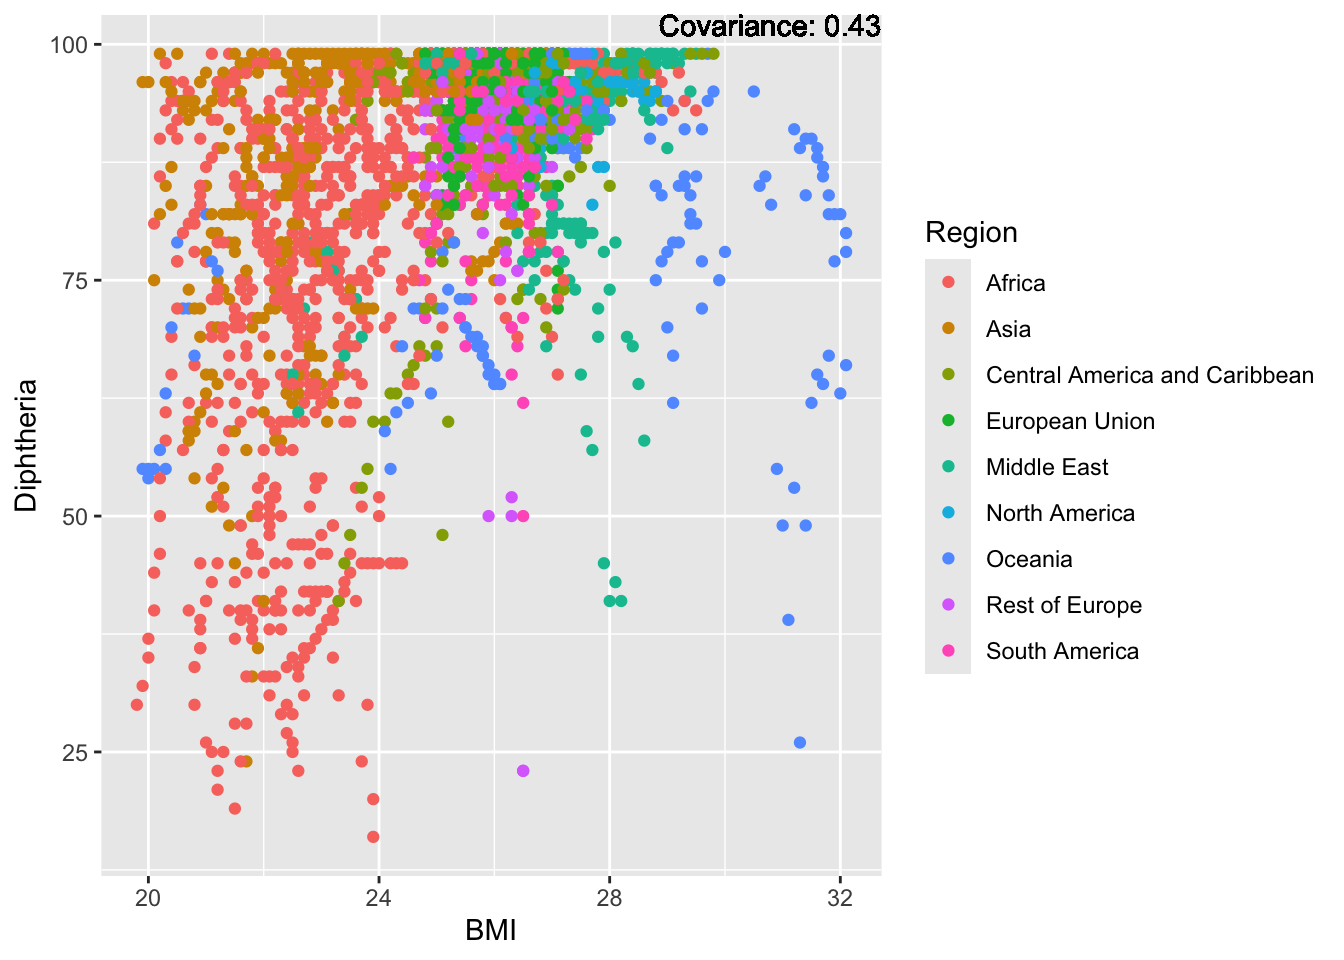 Covariance: 0.43
100
75
50
25
Diphtheria
20
24
28
32
BMI
Region
Africa
Asia
Central America and Caribbean
European Union
Middle East
North America
Oceania
Rest of Europe
South America